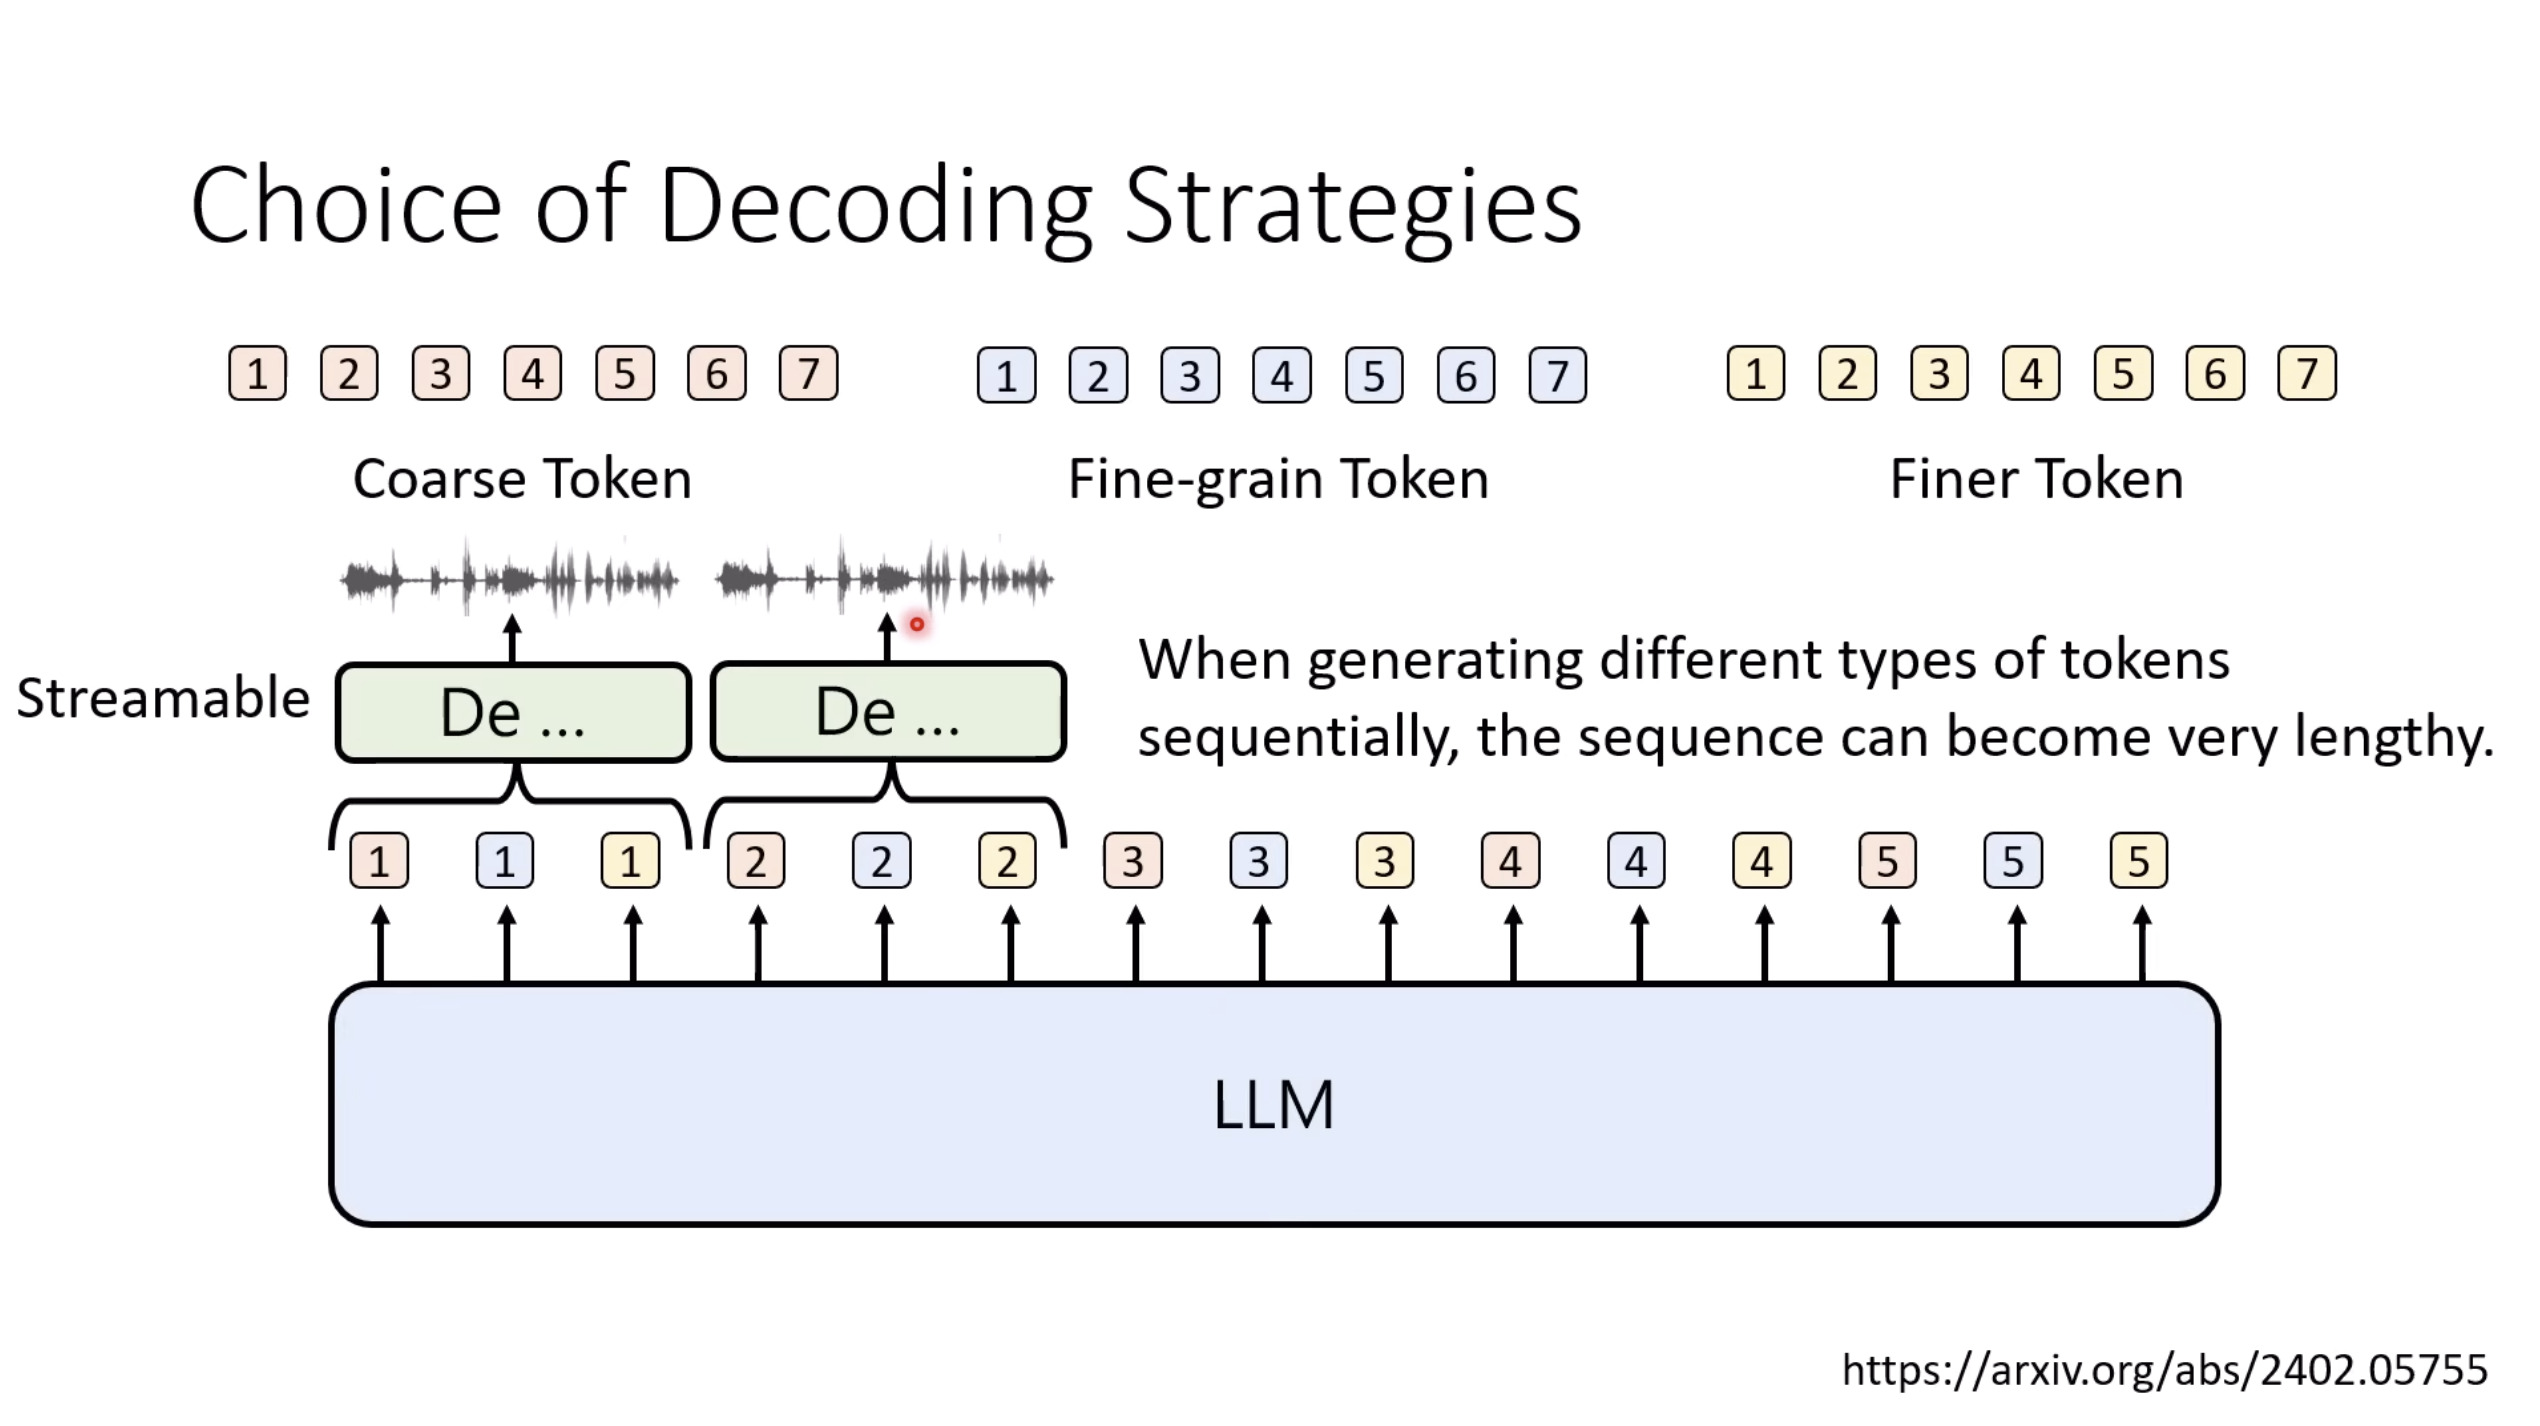 Choice of Decoding Strategies
1 2 3 4 5 6 7 1 2 3 4 5 6 7 1 2 3 4 5 6 7
Coarse Token Fine-grain Token Finer Token
Streamable
De ... De ...
When generating different types of tokens
sequentially, the sequence can become very lengthy.
1 1 1 2 2 2 3 3 3 4 4 4 5 5 5
LLM
https://arxiv.org/abs/2402.05755